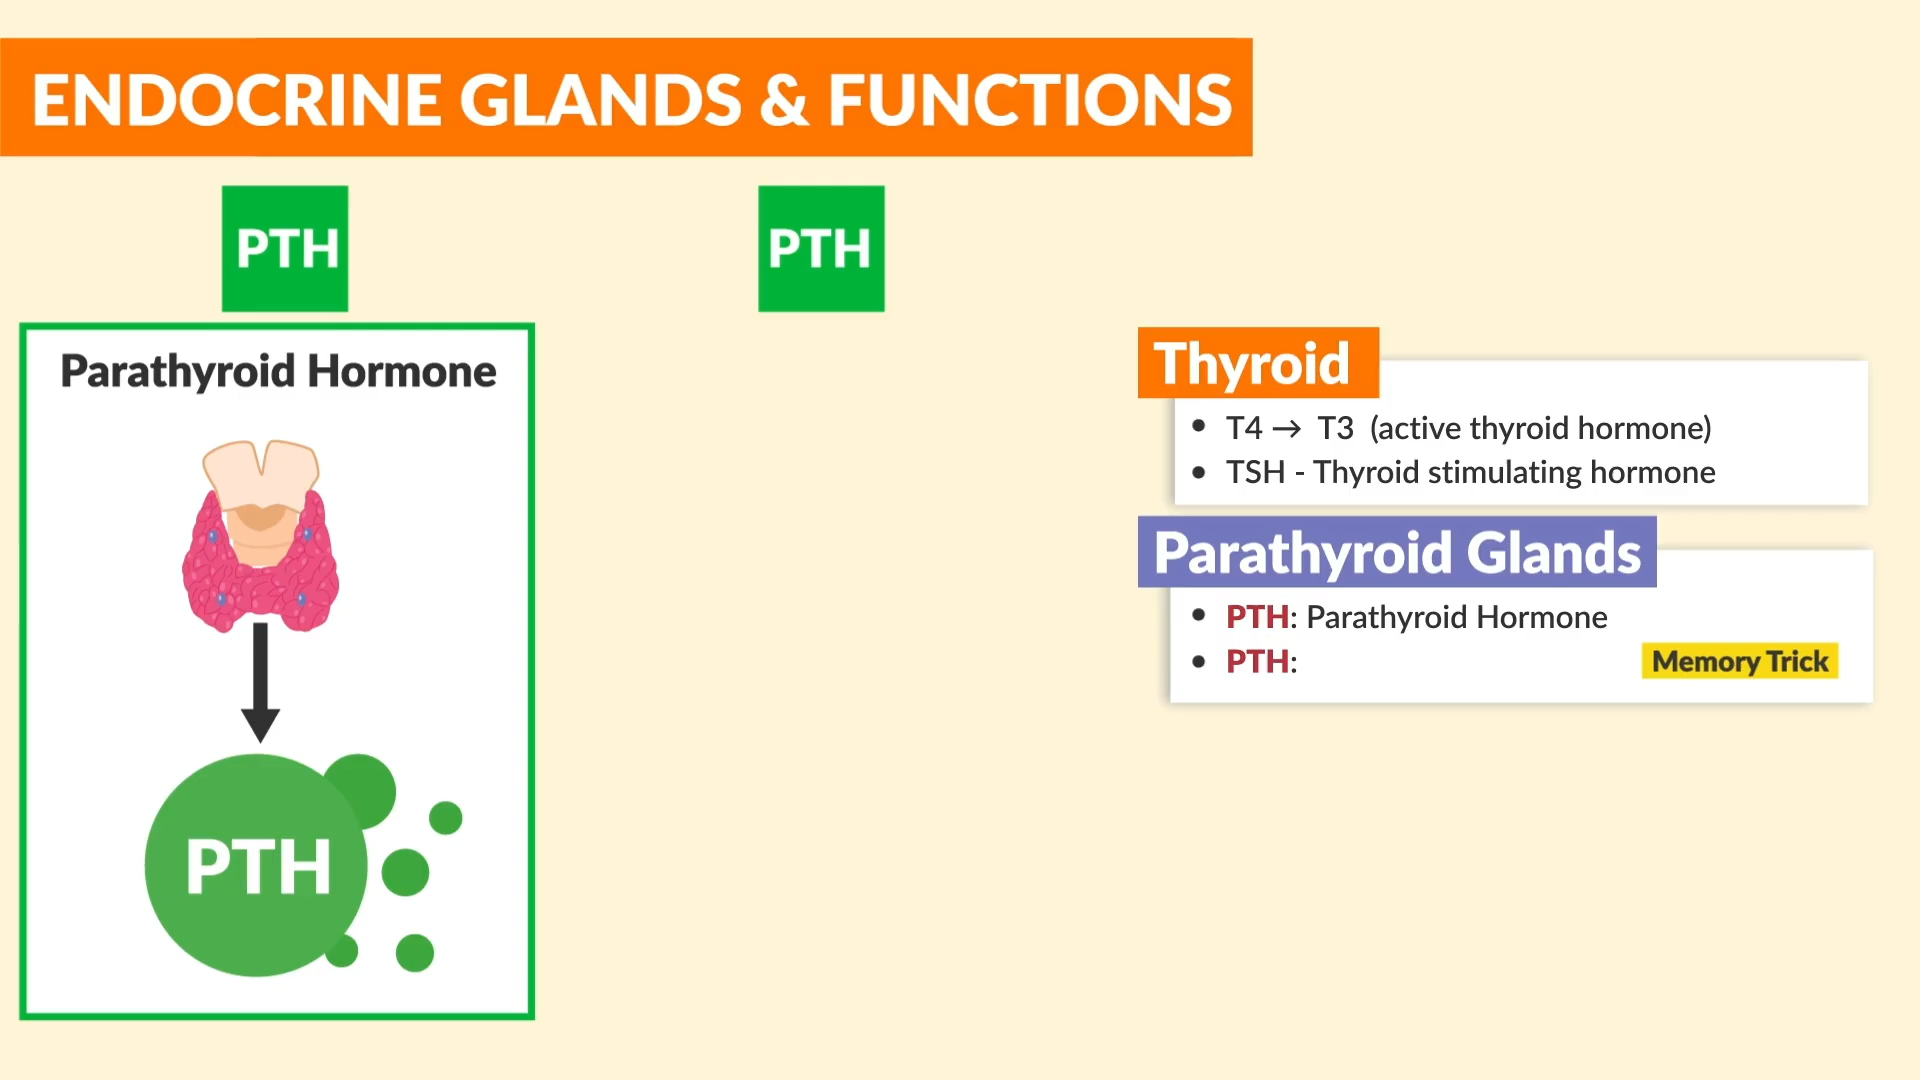 ENDOCRINE GLANDS & FUNCTIONS
PTH
PTH
Parathyroid Hormone
PTH
Thyroid
• T4 → T3 (active thyroid hormone)
• TSH - Thyroid stimulating hormone
Parathyroid Glands
• PTH: Parathyroid Hormone
• PTH:
Memory Trick